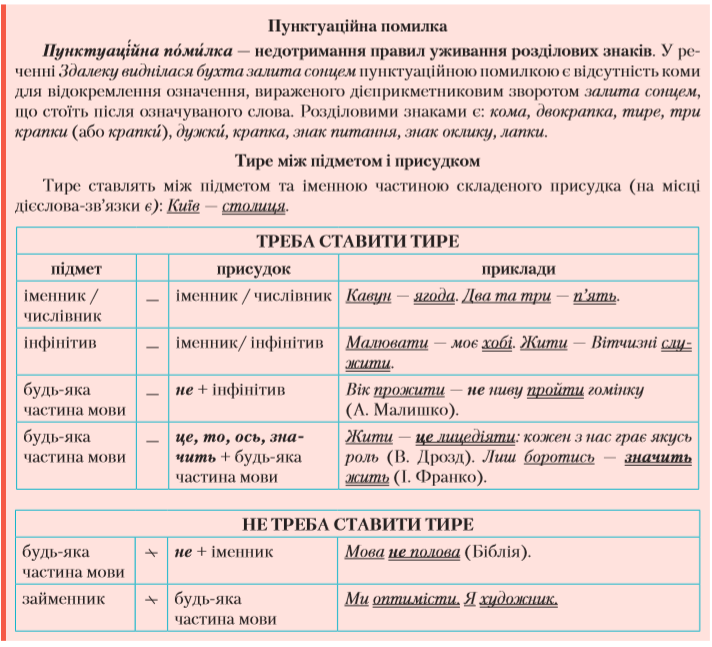 Пунктуаційна помилка
Пунктуаці́йна по́ми́лка — недотримання правил уживання розділових знаків. У ре-
ченні Здалеку виднілася бухта залита сонцем пунктуаційною помилкою є відсутність коми
для відокремлення означення, вираженого дієприкметниковим зворотом залита сонцем,
що стоїть після означуваного слова. Розділовими знаками є: кома, двокрапка, тире, три
крапки (або крапки́), дужки́, крапка, знак питання, знак оклику, лапки.
Тире між підметом і присудком
Тире ставлять між підметом та іменною частиною складеного присудка (на місці
дієслова-зв’язки є): Київ — столиця.
ТРЕБА СТАВИТИ ТИРЕ
підмет присудок приклади
іменник / — іменник / числівник Кавун — ягода. Два та три — п’ять.
числівник
інфінітив — іменник/ інфінітив Малювати — моє хобі. Жити — Вітчизні слу-
жити.
будь-яка — не + інфінітив Вік прожити — не ниву пройти гомінку
частина мови (А. Малишко).
будь-яка — це, то, ось, зна- Жити — це лицедіяти: кожен з нас грає якусь
частина мови чить + будь-яка роль (В. Дрозд). Лиш боротись — значить
частина мови жить (І. Франко).
НЕ ТРЕБА СТАВИТИ ТИРЕ
будь-яка не + іменник Мова не полова (Біблія).
частина мови
займенник будь-яка Ми оптимісти. Я художник.
частина мови